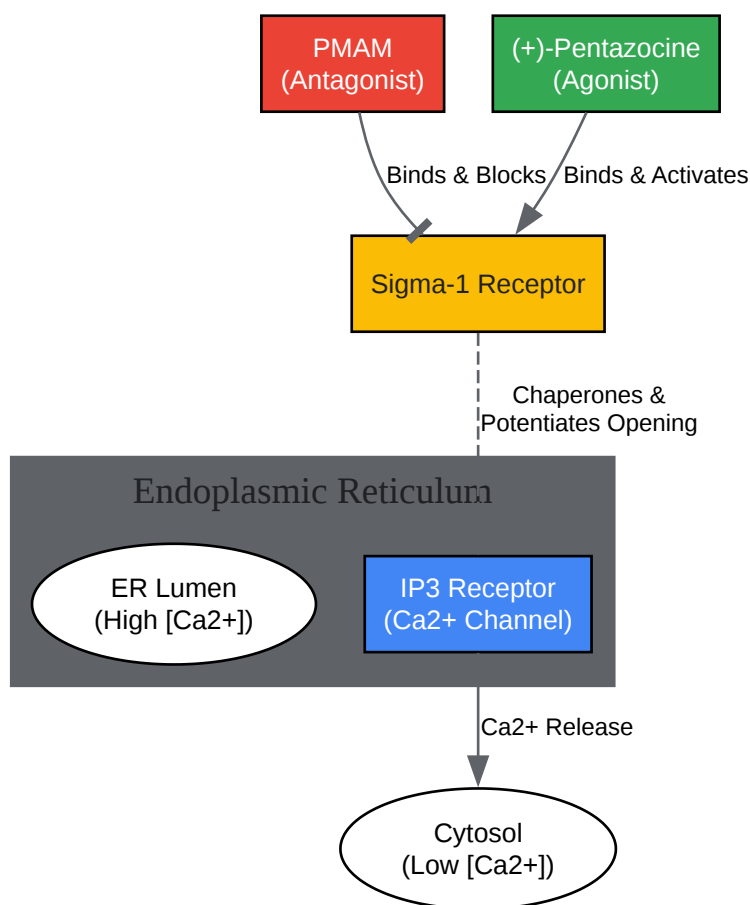 PMAM
(Antagonist)
(+)-Pentazocine
(Agonist)
Binds & Blocks
Binds & Activates
Sigma-1 Receptor
Chaperones &
Potentiates Opening
Endoplasmic Reticulum
ER Lumen
(High [Ca2+])
IP3 Receptor
(Ca2+ Channel)
Ca2+ Release
Cytosol
(Low [Ca2+])